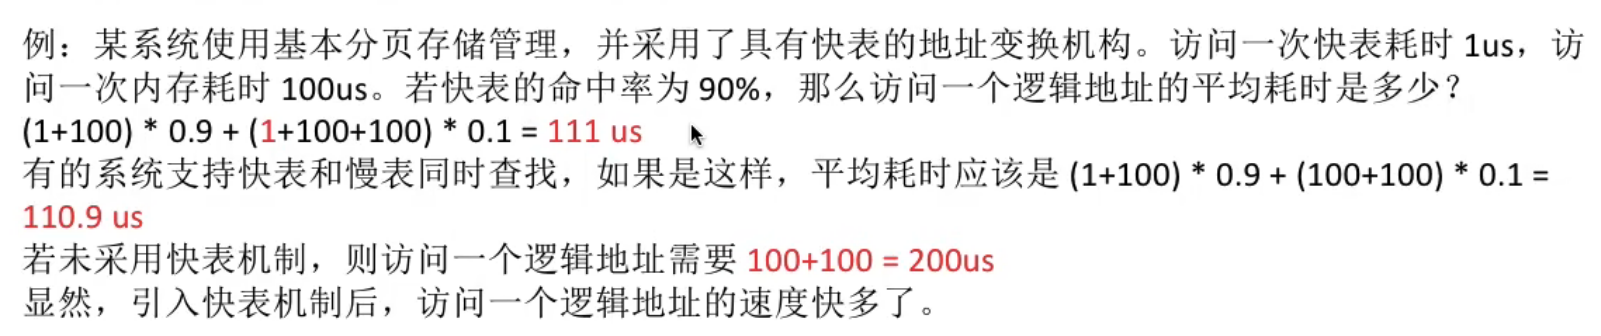 例：某系统使用基本分页存储管理，并采用了具有快表的地址变换机构。访问一次快表耗时 1us，访
问一次内存耗时 100us。若快表的命中率为 90%，那么访问一个逻辑地址的平均耗时是多少？
(1+100) * 0.9 + (1+100+100) * 0.1 = 111 us
有的系统支持快表和慢表同时查找，如果是这样，平均耗时应该是 (1+100) * 0.9 + (100+100) * 0.1 =
110.9 us
若未采用快表机制，则访问一个逻辑地址需要 100+100 = 200us
显然，引入快表机制后，访问一个逻辑地址的速度快多了。